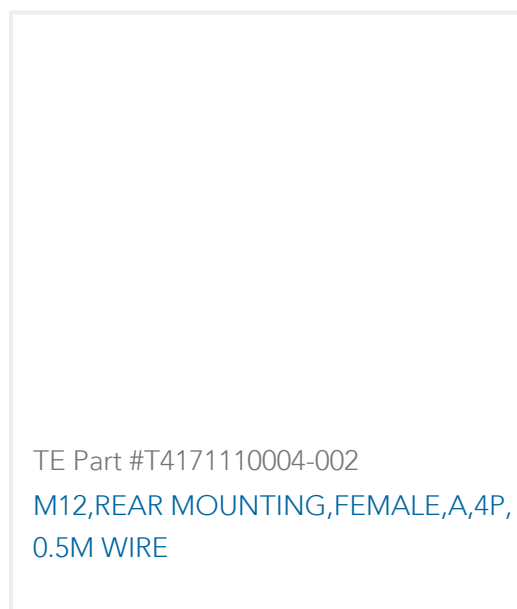 TE Part #T4171110004-002
M12,REAR MOUNTING,FEMALE,A,4P,
0.5M WIRE